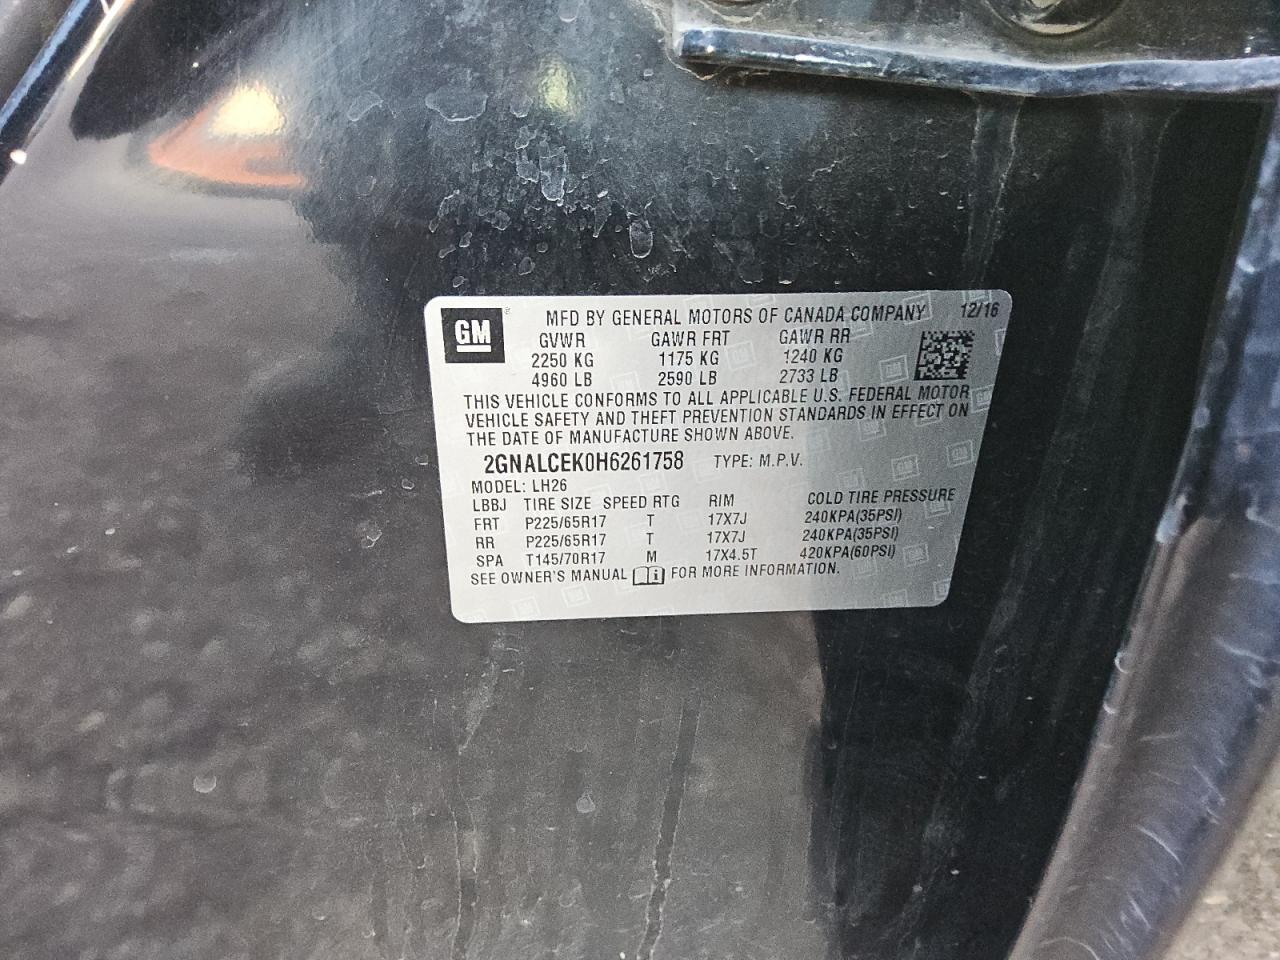 GM ® MFD BY GENERAL MOTORS OF CANADA COMPANY 12/16
GVWR GAWR FRT GAWR RR
2250 KG 1175 KG 1240 KG
4960 LB 2590 LB 2733 LB
THIS VEHICLE CONFORMS TO ALL APPLICABLE U.S. FEDERAL MOTOR
VEHICLE SAFETY AND THEFT PREVENTION STANDARDS IN EFFECT ON
THE DATE OF MANUFACTURE SHOWN ABOVE.
2GNALCEK0H6261758 TYPE: M.P.V.
MODEL: LH26
LBBJ TIRE SIZE SPEED RTG RIM COLD TIRE PRESSURE
FRT P225/65R17 T 17X7J 240KPA(35PSI)
RR P225/65R17 T 17X7J 240KPA(35PSI)
SPA T145/70R17 M 17X4.5T 420KPA(60PSI)
SEE OWNER'S MANUAL FOR MORE INFORMATION.